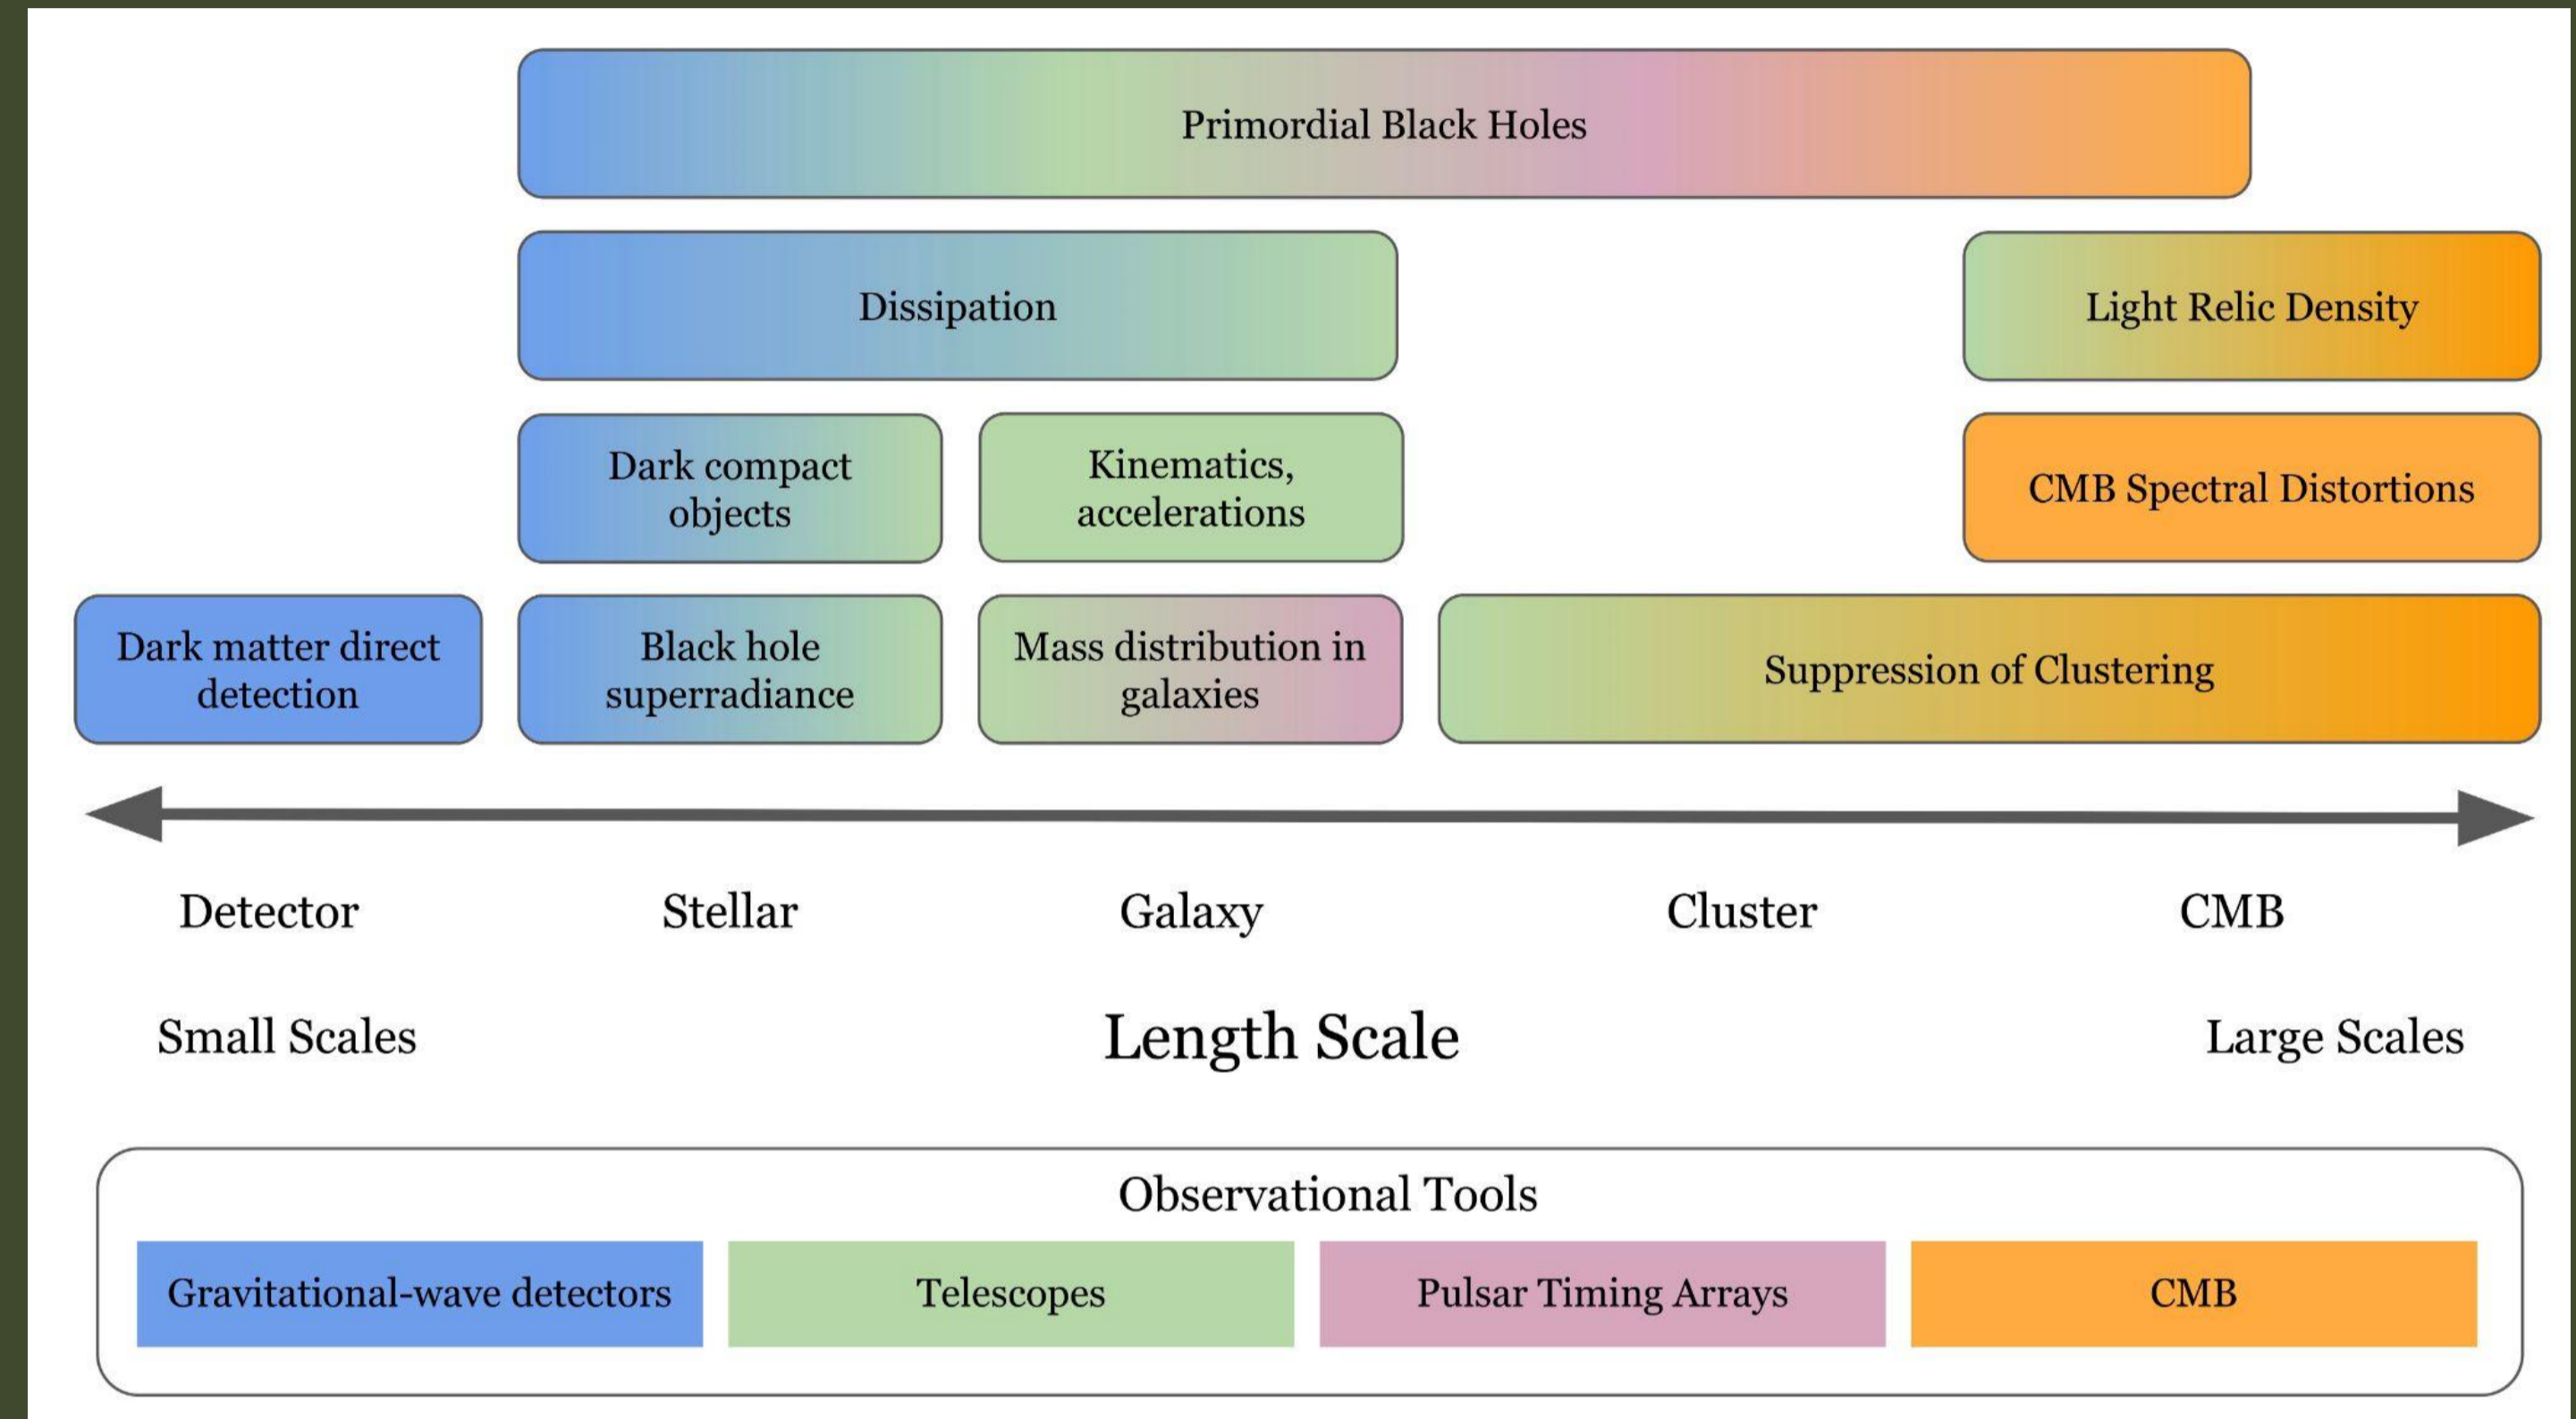 Primordial Black Holes
Dissipation
Light Relic Density
Dark compact
objects
Kinematics,
accelerations
CMB Spectral Distortions
Dark matter direct
detection
Black hole
superradiance
Mass distribution in
galaxies
Suppression of Clustering
Detector
Stellar
Galaxy
Cluster
CMB
Small Scales
Length Scale
Large Scales
Observational Tools
Gravitational-wave detectors
Telescopes
Pulsar Timing Arrays
CMB